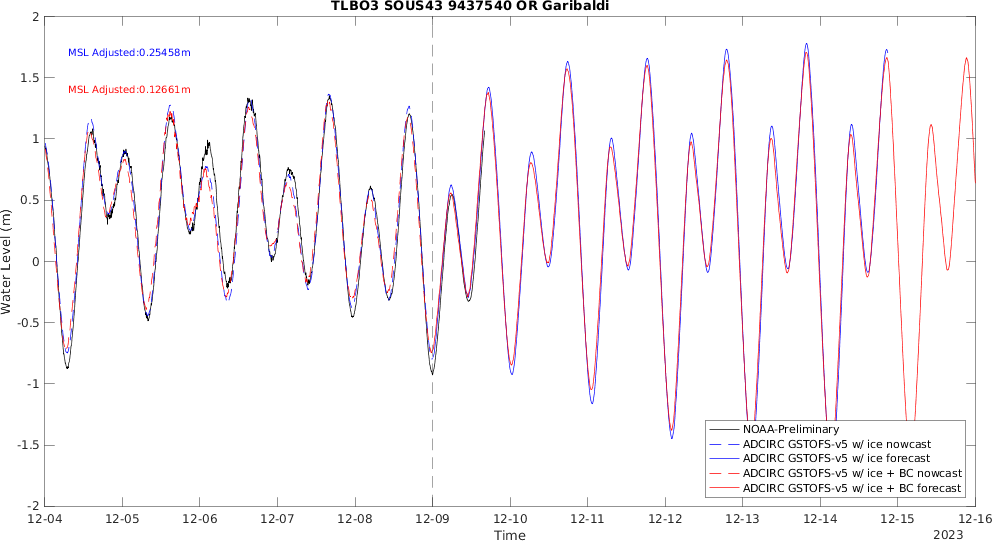 TLBO3 SOUS43 9437540 OR Garibaldi
MSL Adjusted:0.25458m
MSL Adjusted:0.12661m
2
1.5
1
0.5
0
-0.5
-1
-1.5
-2
Water Level (m)
NOAA-Preliminary
ADCIRC GSTOFS-v5 w/ ice nowcast
ADCIRC GSTOFS-v5 w/ ice forecast
ADCIRC GSTOFS-v5 w/ ice + BC nowcast
ADCIRC GSTOFS-v5 w/ ice + BC forecast
12-04 12-05 12-06 12-07 12-08 12-09 12-10 12-11 12-12 12-13 12-14 12-15 12-16
Time
2023